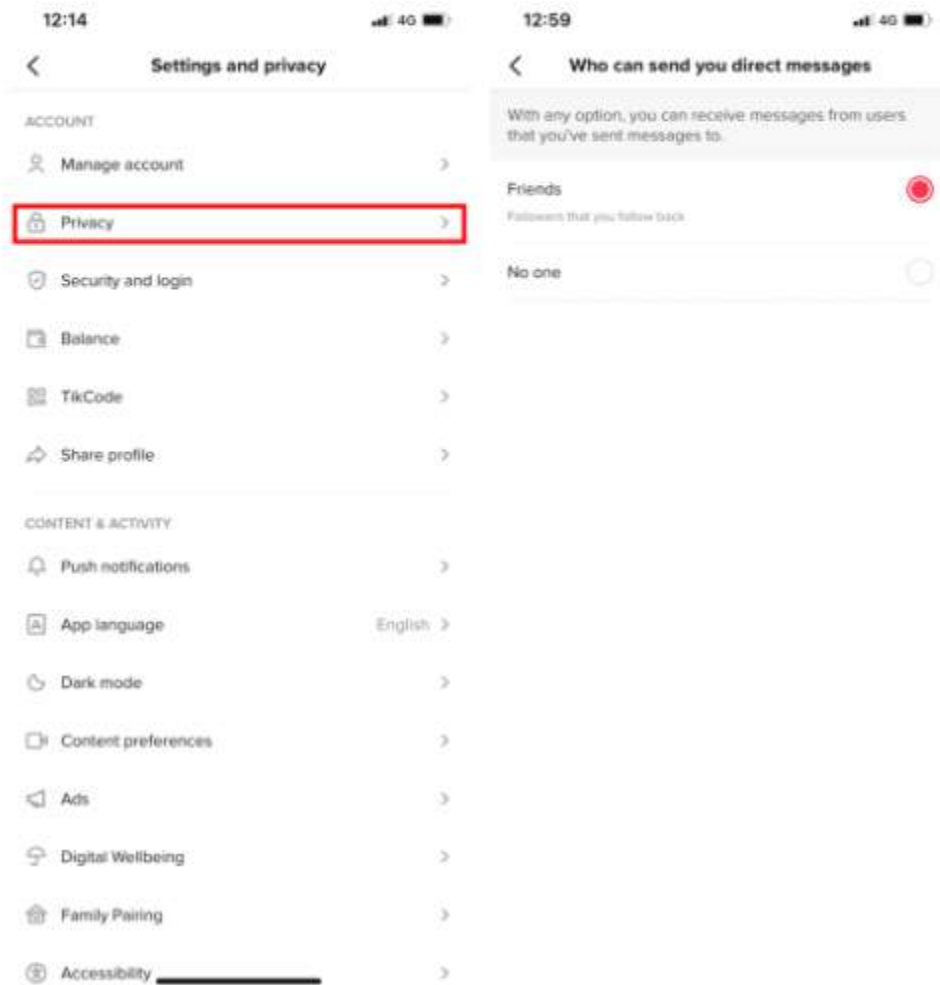 12:14
4G
Settings and privacy
ACCOUNT
Manage account
Privacy
Security and login
Balance
TikCode
Share profile
CONTENT & ACTIVITY
Push notifications
App language English
Dark mode
Content preferences
Ads
Digital Wellbeing
Family Pairing
Accessibility
12:59
4G
Who can send you direct messages
With any option, you can receive messages from users
that you've sent messages to.
Friends
Followers that you follow back
No one